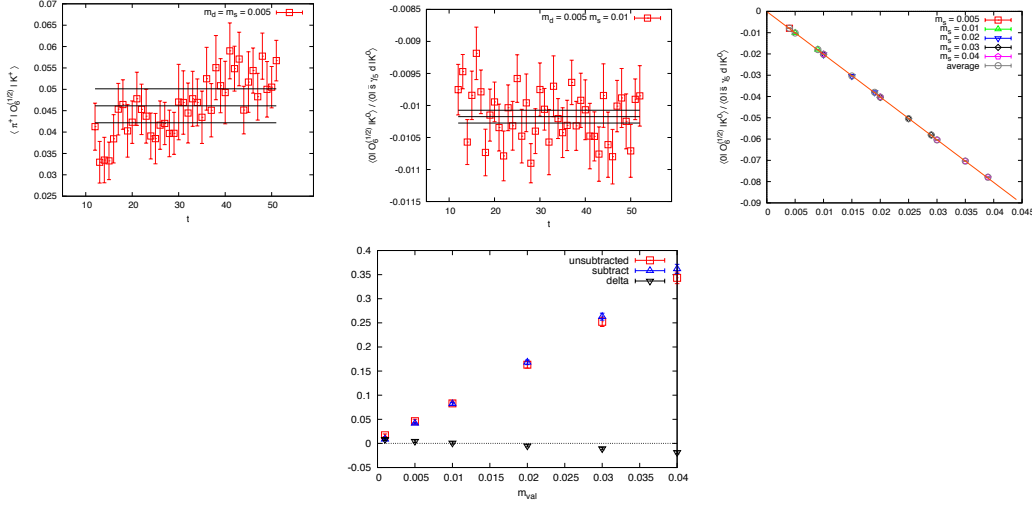 0.07
0.065
0.06
0.055
0.05
0.045
0.04
0.035
0.03
0.025
10 20 30 40 50
t
⟨ π⁺ | O₆^(1/2) | K⁺ ⟩
m_d = m_s = 0.005
-0.0085
-0.009
-0.0095
-0.01
-0.0105
-0.011
-0.0115
10 20 30 40 50
t
⟨0| O₆^(1/2) |K⁰⟩ / ⟨0| s̄ γ₅ d |K⁰⟩
m_d = 0.005 m_s = 0.01
0
-0.01
-0.02
-0.03
-0.04
-0.05
-0.06
-0.07
-0.08
-0.09
0 0.005 0.01 0.015 0.02 0.025 0.03 0.035 0.04 0.045
⟨0| O₆^(1/2) |K⁰⟩ / ⟨0| s̄ γ₅ d |K⁰⟩
m_s = 0.005
m_s = 0.01
m_s = 0.02
m_s = 0.03
m_s = 0.04
average
0.4
0.35
0.3
0.25
0.2
0.15
0.1
0.05
0
-0.05
0 0.005 0.01 0.015 0.02 0.025 0.03 0.035 0.04
m_val
unsubtracted
subtract
delta